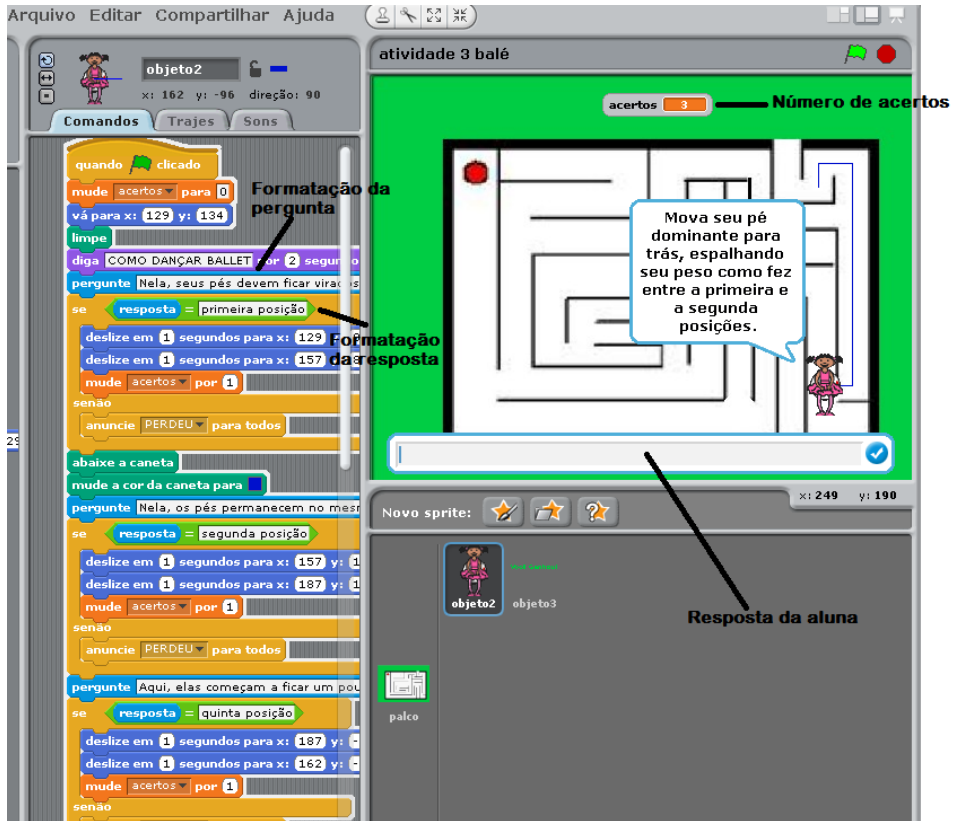 Arquivo Editar Compartilhar Ajuda
objeto2
x: 162 y: -96 direção: 90
Comandos Trajes Sons
quando clicado
mude acertos para 0
vá para x: 129 y: 134
limpe
diga COMO DANÇAR BALLET por 2 segundo
pergunte Nela, seus pés devem ficar virados
se resposta = primeira posição
deslize em 1 segundos para x: 129
deslize em 1 segundos para x: 157
mude acertos por 1
senão
anuncie PERDEU para todos
abaixe a caneta
mude a cor da caneta para
pergunte Nela, os pés permanecem no mesm
se resposta = segunda posição
deslize em 1 segundos para x: 157 y: 1
deslize em 1 segundos para x: 187 y: 1
mude acertos por 1
senão
anuncie PERDEU para todos
pergunte Aqui, elas começam a ficar um pou
se resposta = quinta posição
deslize em 1 segundos para x: 187 y: -
deslize em 1 segundos para x: 162 y: -
mude acertos por 1
senão
Formatação da
pergunta
Formatação
da resposta
29
atividade 3 balé
acertos 3
Número de acertos
Mova seu pé
dominante para
trás, espalhando
seu peso como fez
entre a primeira e
a segunda
posições.
x: 249 y: 190
Novo sprite:
objeto2
objeto3
Resposta da aluna
palco